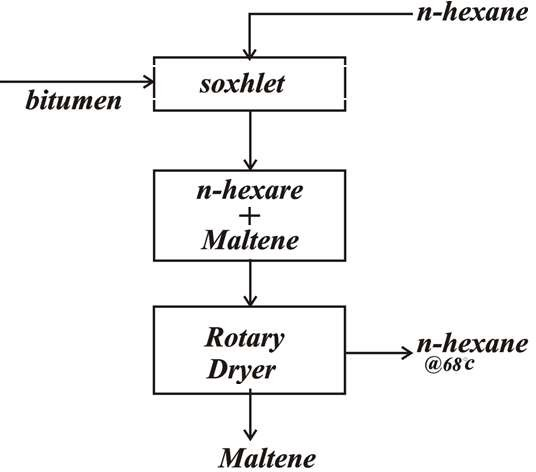 n-hexane
bitumen
soxhlet
n-hexare
+
Maltene
Rotary
Dryer
n-hexane
@68°c
Maltene